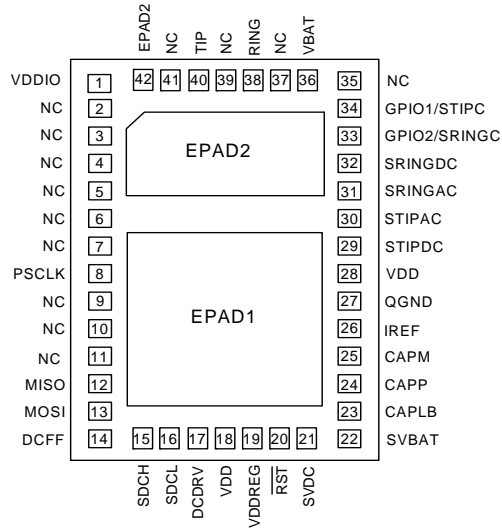 EPAD2
NC
TIP
NC
RING
NC
VBAT
42 41 40 39 38 37 36
VDDIO 1
NC 2
NC 3
NC 4
NC 5
NC 6
NC 7
PSCLK 8
NC 9
NC 10
NC 11
MISO 12
MOSI 13
DCFF 14
EPAD2
EPAD1
35 NC
34 GPIO1/STIPC
33 GPIO2/SRINGC
32 SRINGDC
31 SRINGAC
30 STIPAC
29 STIPDC
28 VDD
27 QGND
26 IREF
25 CAPM
24 CAPP
23 CAPLB
22 SVBAT
15 16 17 18 19 20 21
SDCH
SDCL
DCDRV
VDD
VDDREG
RST
SVDC